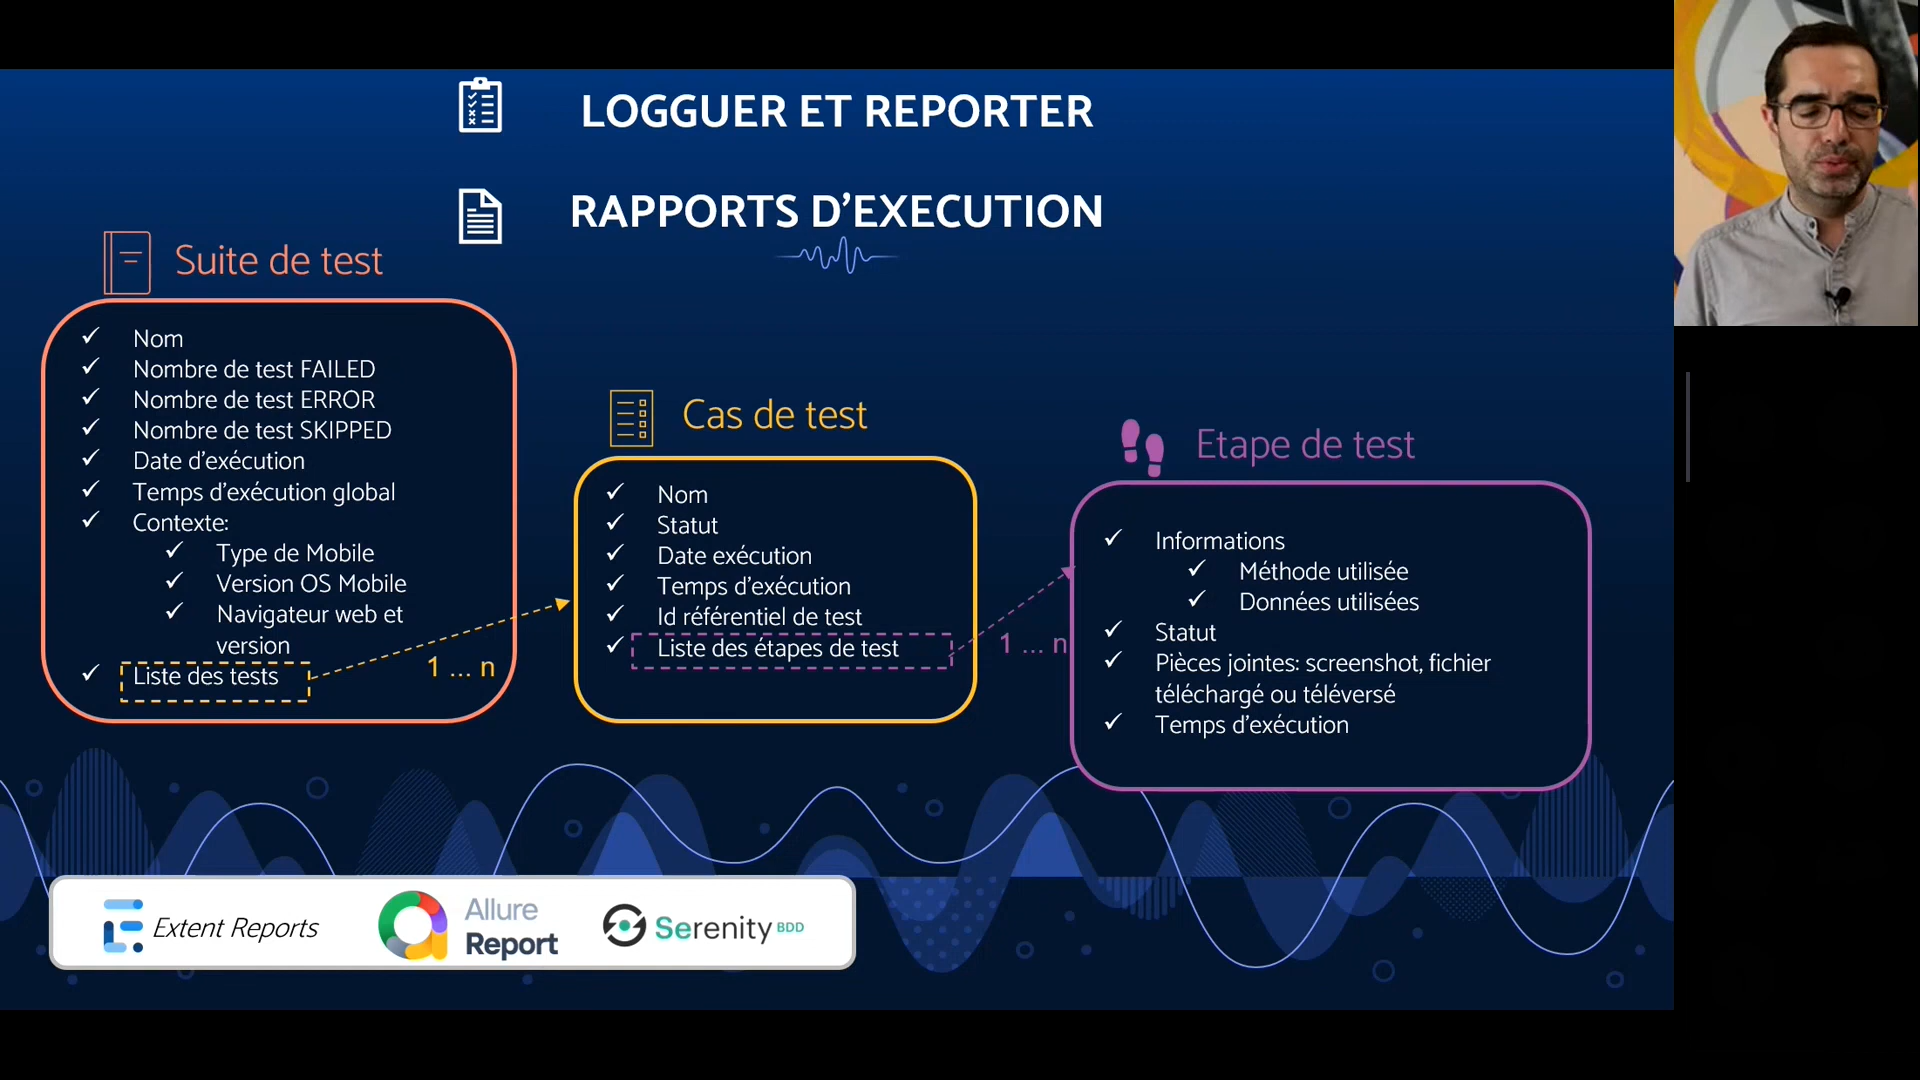 LOGGUER ET REPORTER
RAPPORTS D'EXECUTION
Suite de test
Nom
Nombre de test FAILED
Nombre de test ERROR
Nombre de test SKIPPED
Date d'exécution
Temps d'exécution global
Contexte:
Type de Mobile
Version OS Mobile
Navigateur web et
version
Liste des tests
1 ... n
Cas de test
Nom
Statut
Date exécution
Temps d'exécution
Id référentiel de test
Liste des étapes de test
1 ... n
Etape de test
Informations
Méthode utilisée
Données utilisées
Statut
Pièces jointes: screenshot, fichier
téléchargé ou téléversé
Temps d'exécution
Extent Reports
Allure
Report
Serenity BDD